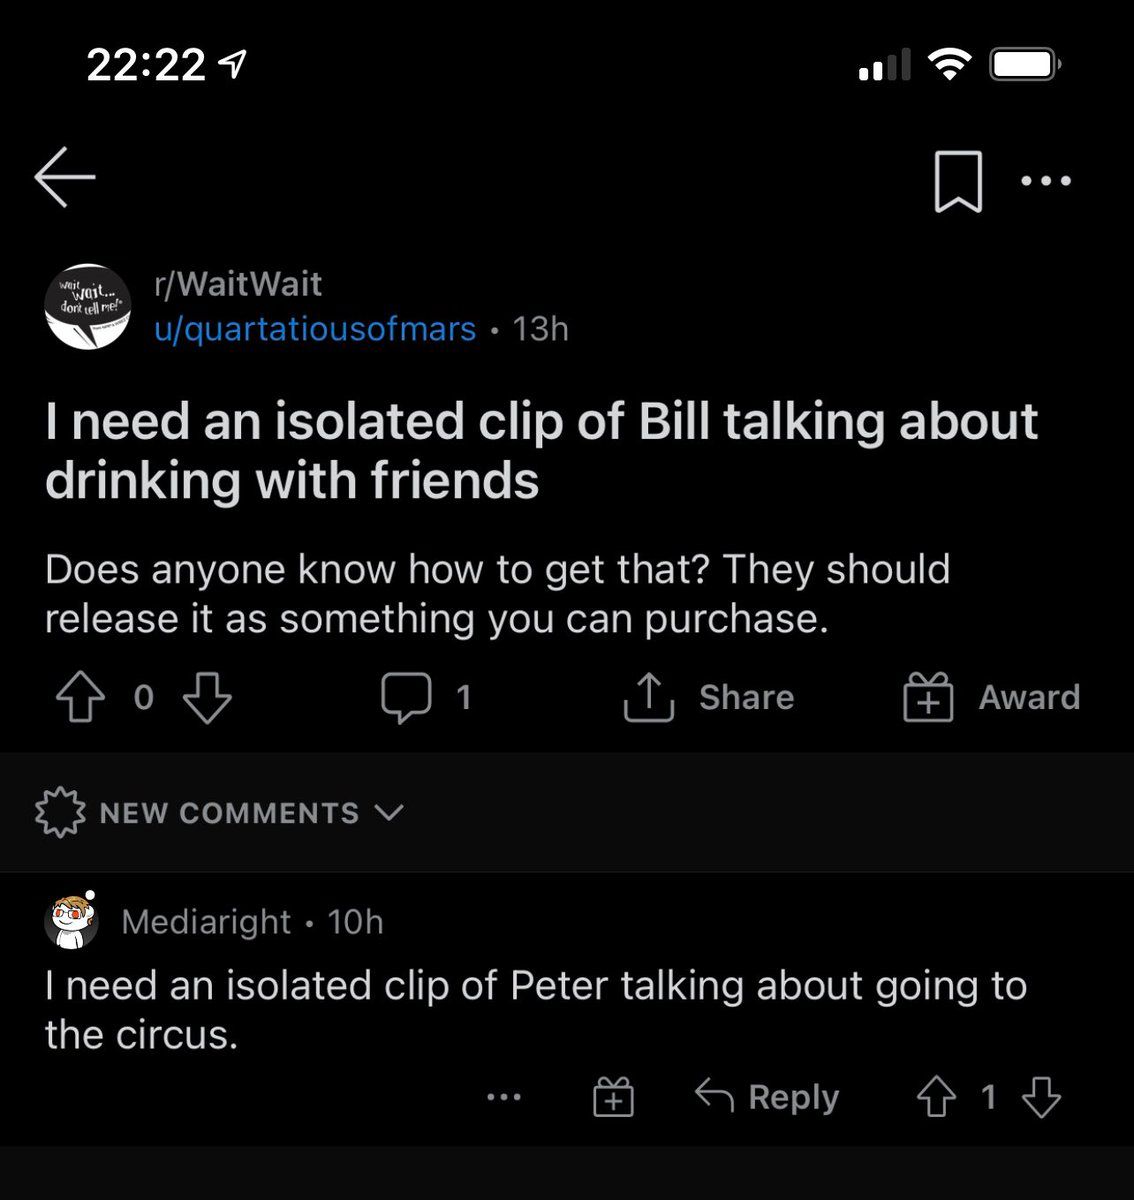 22:22
wait
wait...
don't tell me!®
r/WaitWait
u/quartatiousofmars • 13h
I need an isolated clip of Bill talking about
drinking with friends
Does anyone know how to get that? They should
release it as something you can purchase.
0 1 Share Award
NEW COMMENTS
Mediaright • 10h
I need an isolated clip of Peter talking about going to
the circus.
... Reply 1